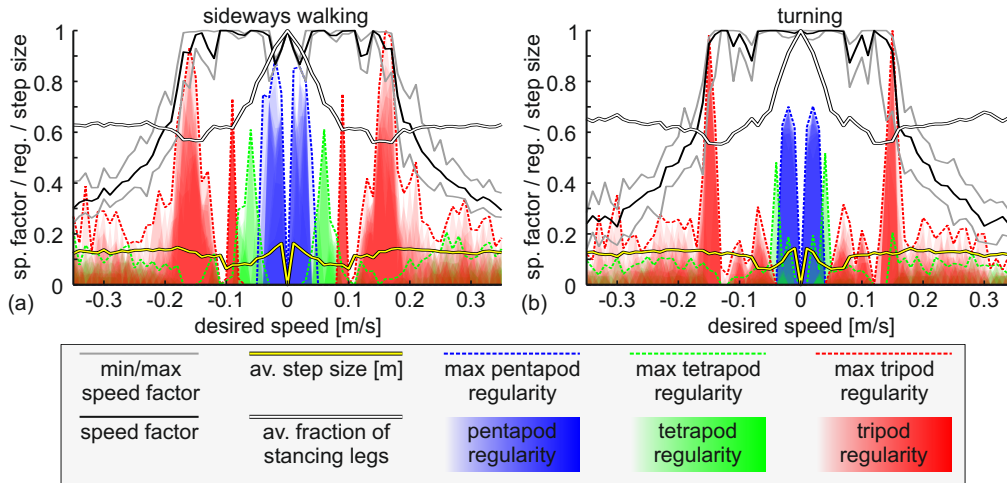 sideways walking
turning
sp. factor / reg. / step size
1
0.8
0.6
0.4
0.2
0
(a)
-0.3
-0.2
-0.1
0
0.1
0.2
0.3
desired speed [m/s]
1
0.8
0.6
0.4
0.2
0
(b)
-0.3
-0.2
-0.1
0
0.1
0.2
0.3
desired speed [m/s]
sp. factor / reg. / step size
min/max
speed factor
av. step size [m]
max pentapod
regularity
max tetrapod
regularity
max tripod
regularity
speed factor
av. fraction of
stancing legs
pentapod
regularity
tetrapod
regularity
tripod
regularity